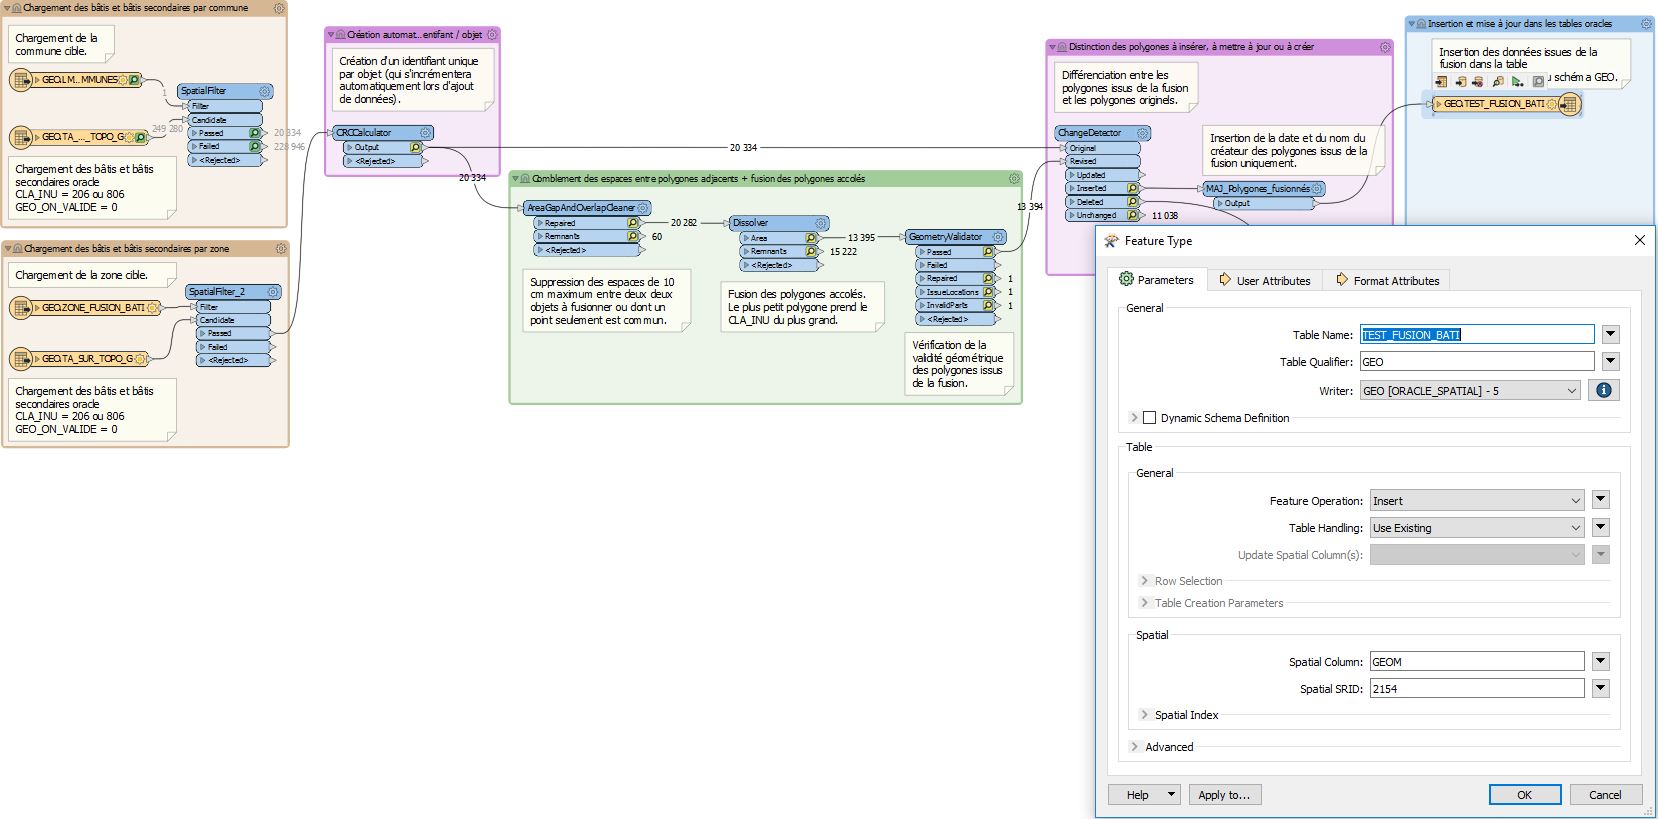 Chargement des bâtis et bâtis secondaires par commune
Chargement de la
commune cible.
GEO.LM...MMUNES
1
SpatialFilter
Filter
Candidate
Passed
Failed
<Rejected>
GEO.TA_..._TOPO_G
249 280
20 334
228 946
Chargement des bâtis et bâtis
secondaires oracle
CLA_INU = 206 ou 806
GEO_ON_VALIDE = 0
Chargement des bâtis et bâtis secondaires par zone
Chargement de la zone cible.
GEO.ZONE_FUSION_BATI
SpatialFilter_2
Filter
Candidate
Passed
Failed
<Rejected>
GEO.TA_SUR_TOPO_G
Chargement des bâtis et bâtis
secondaires oracle
CLA_INU = 206 ou 806
GEO_ON_VALIDE = 0
Création automat...entifant / objet
Création d'un identifiant unique
par objet (qui s'incrémentera
automatiquement lors d'ajout
de données).
CRCCalculator
Output
<Rejected>
20 334
20 334
Comblement des espaces entre polygones adjacents + fusion des polygones accolés
AreaGapAndOverlapCleaner
Repaired
Remnants
<Rejected>
20 282
60
Suppression des espaces de 10
cm maximum entre deux deux
objets à fusionner ou dont un
point seulement est commun.
Dissolver
Area
Remnants
<Rejected>
13 395
15 222
Fusion des polygones accolés.
Le plus petit polygone prend le
CLA_INU du plus grand.
GeometryValidator
Passed
Failed
Repaired
IssueLocations
InvalidParts
<Rejected>
1
1
1
13 394
Vérification de la
validité géométrique
des polygones issus
de la fusion.
Distinction des polygones à insérer, à mettre à jour ou à créer
Différenciation entre les
polygones issus de la fusion
et les polygones originels.
ChangeDetector
Original
Revised
Updated
Inserted
Deleted
Unchanged
11 038
Insertion de la date et du nom du
créateur des polygones issus de la
fusion uniquement.
MAJ_Polygones_fusionnés
Output
Insertion et mise à jour dans les tables oracles
Insertion des données issues de la
fusion dans la table
u schéma GEO.
GEO.TEST_FUSION_BATI
Feature Type
Parameters
User Attributes
Format Attributes
General
Table Name: TEST_FUSION_BATI
Table Qualifier: GEO
Writer: GEO [ORACLE_SPATIAL] - 5
Dynamic Schema Definition
Table
General
Feature Operation: Insert
Table Handling: Use Existing
Update Spatial Column(s):
Row Selection
Table Creation Parameters
Spatial
Spatial Column: GEOM
Spatial SRID: 2154
Spatial Index
Advanced
Help
Apply to...
OK
Cancel